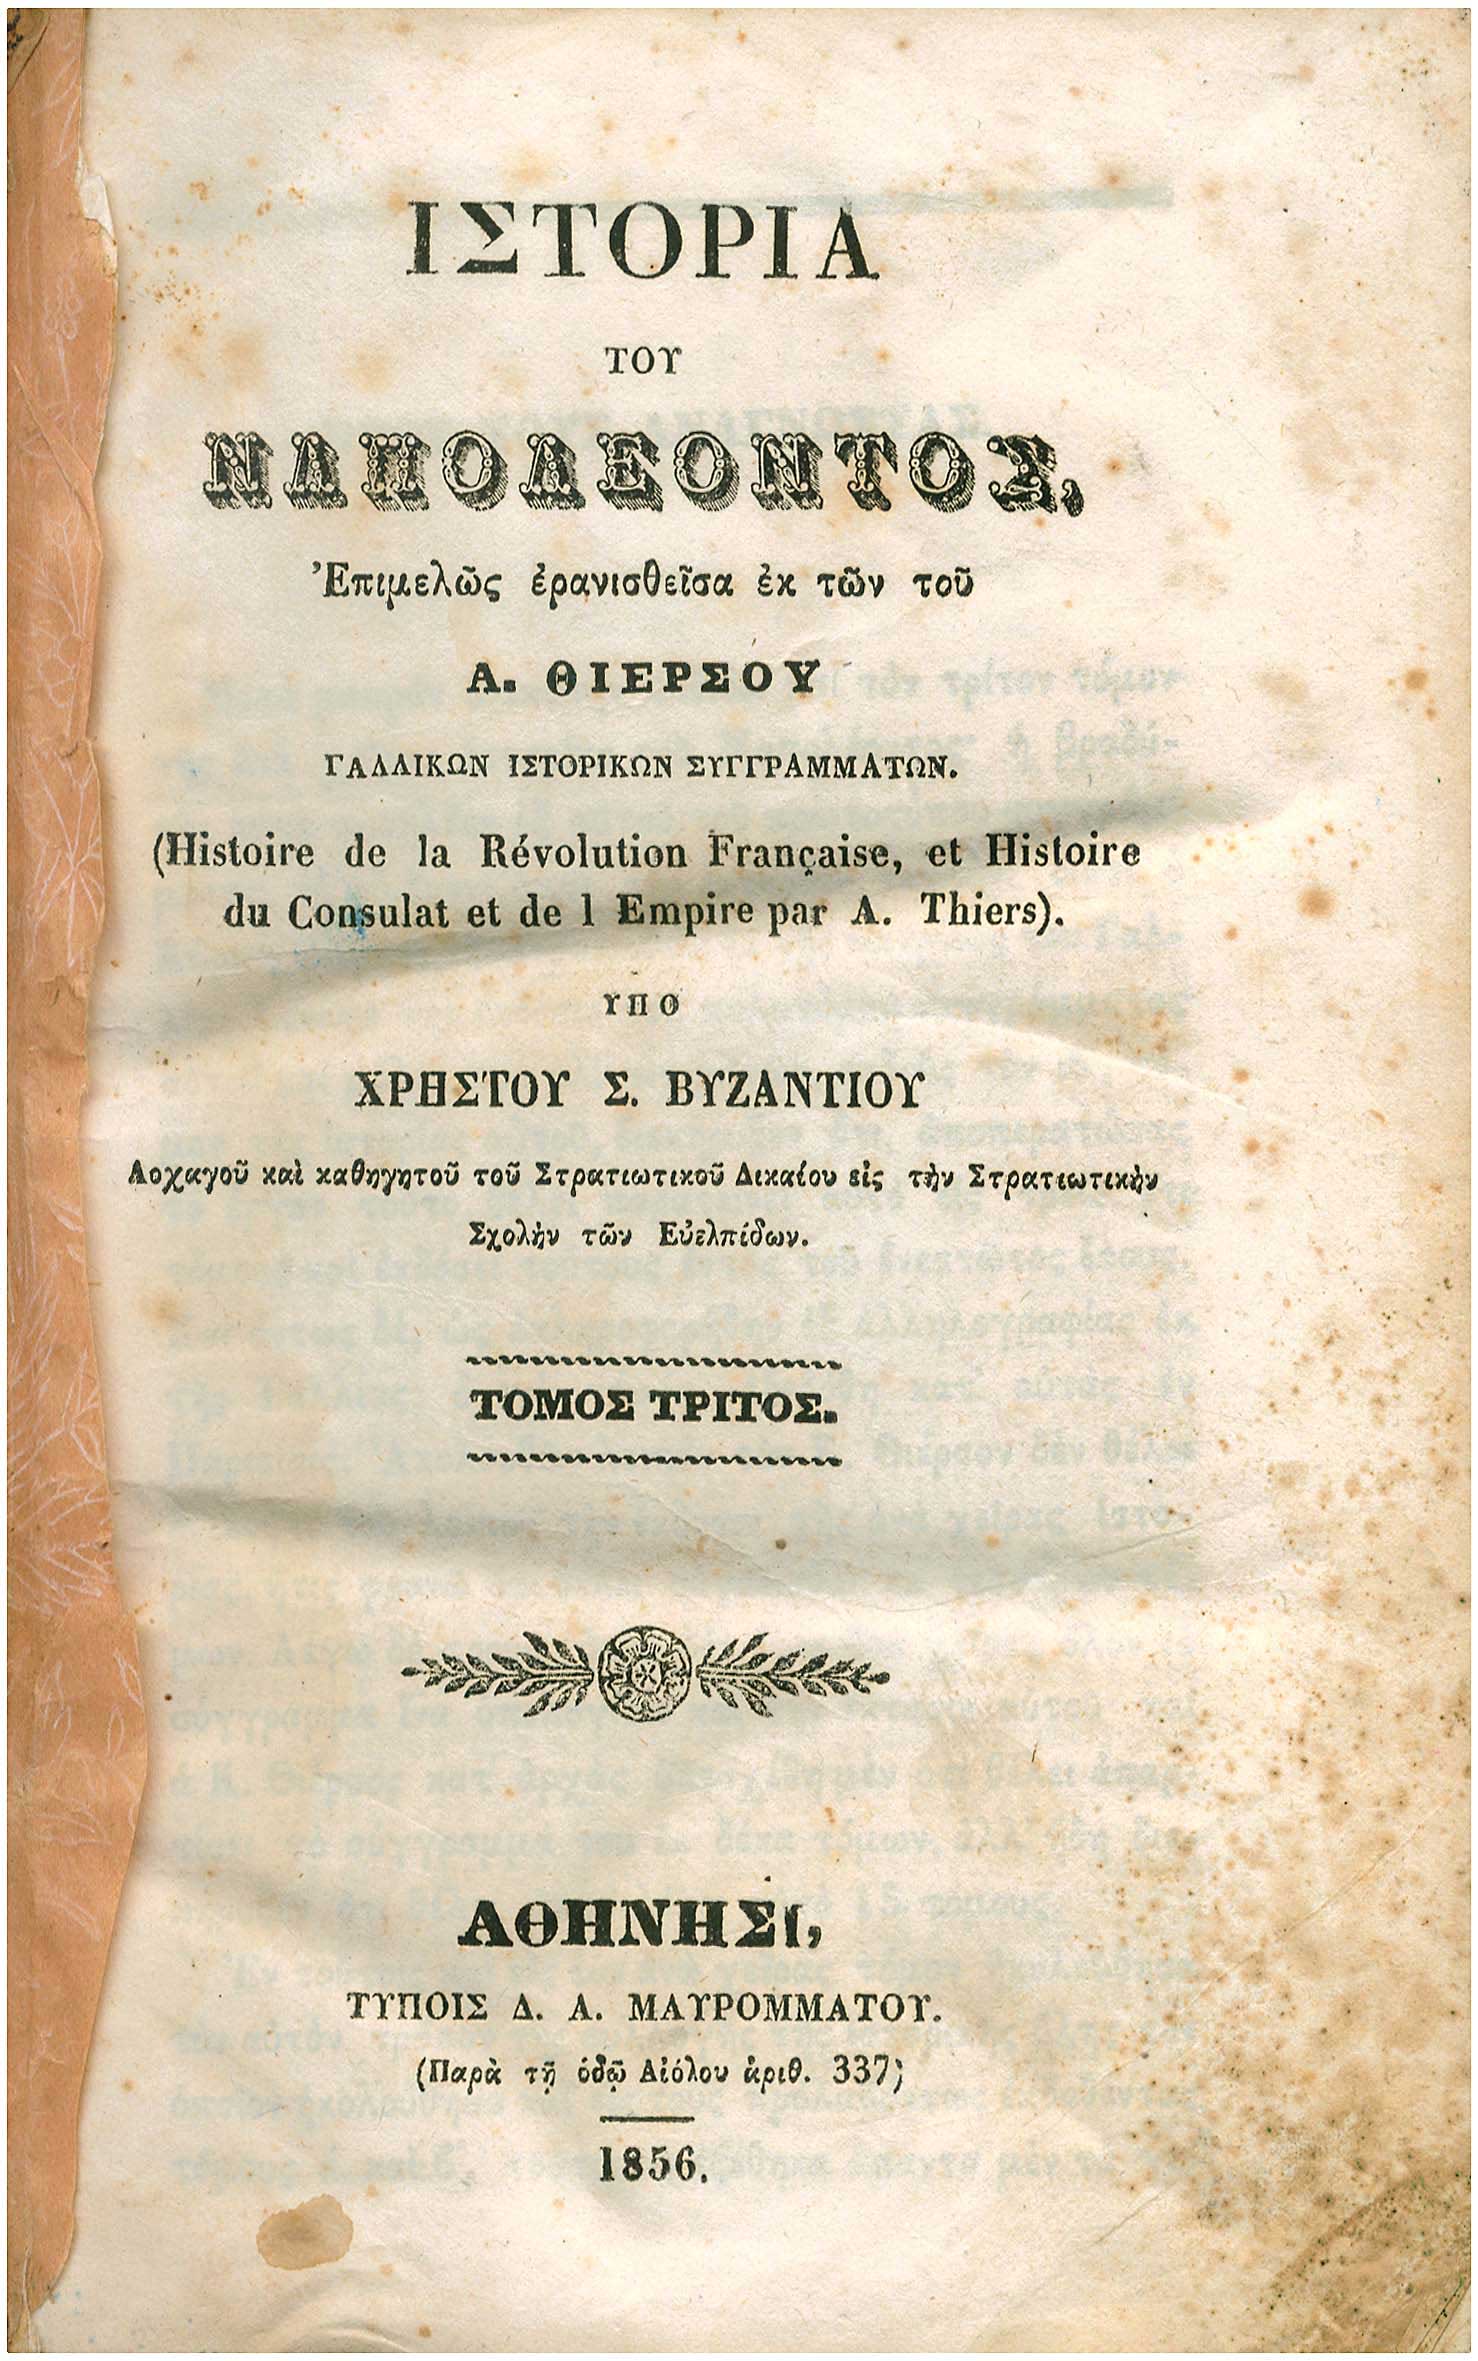 ΙΣΤΟΡΙΑ
ΤΟΥ
ΝΑΠΟΛΕΟΝΤΟΣ,
Ἐπιμελῶς ἐρανισθεῖσα ἐκ τῶν τοῦ
Α. ΘΙΕΡΣΟΥ
ΓΑΛΛΙΚΩΝ ΙΣΤΟΡΙΚΩΝ ΣΥΓΓΡΑΜΜΑΤΩΝ.
(Histoire de la Révolution Française, et Histoire
du Consulat et de l Empire par A. Thiers).
ΥΠΟ
ΧΡΗΣΤΟΥ Σ. ΒΥΖΑΝΤΙΟΥ
Λοχαγοῦ καὶ καθηγητοῦ τοῦ Στρατιωτικοῦ Δικαίου εἰς τὴν Στρατιωτικὴν
Σχολὴν τῶν Εὐελπίδων.
ΤΟΜΟΣ ΤΡΙΤΟΣ.
ΑΘΗΝΗΣΙ,
ΤΥΠΟΙΣ Δ. Α. ΜΑΥΡΟΜΜΑΤΟΥ.
(Παρὰ τῇ ὁδῷ Αἰόλου ἀριθ. 337)
1856.